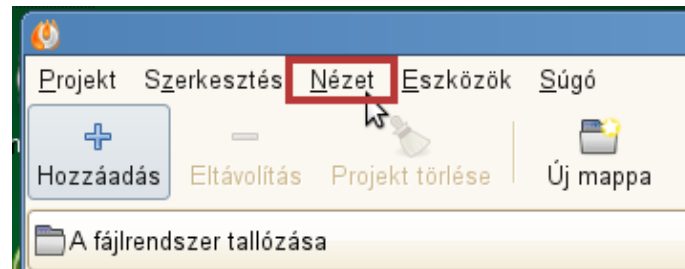 Projekt Szerkesztés Nézet Eszközök Súgó
Hozzáadás Eltávolítás Projekt törlése Új mappa
A fájlrendszer tallózása